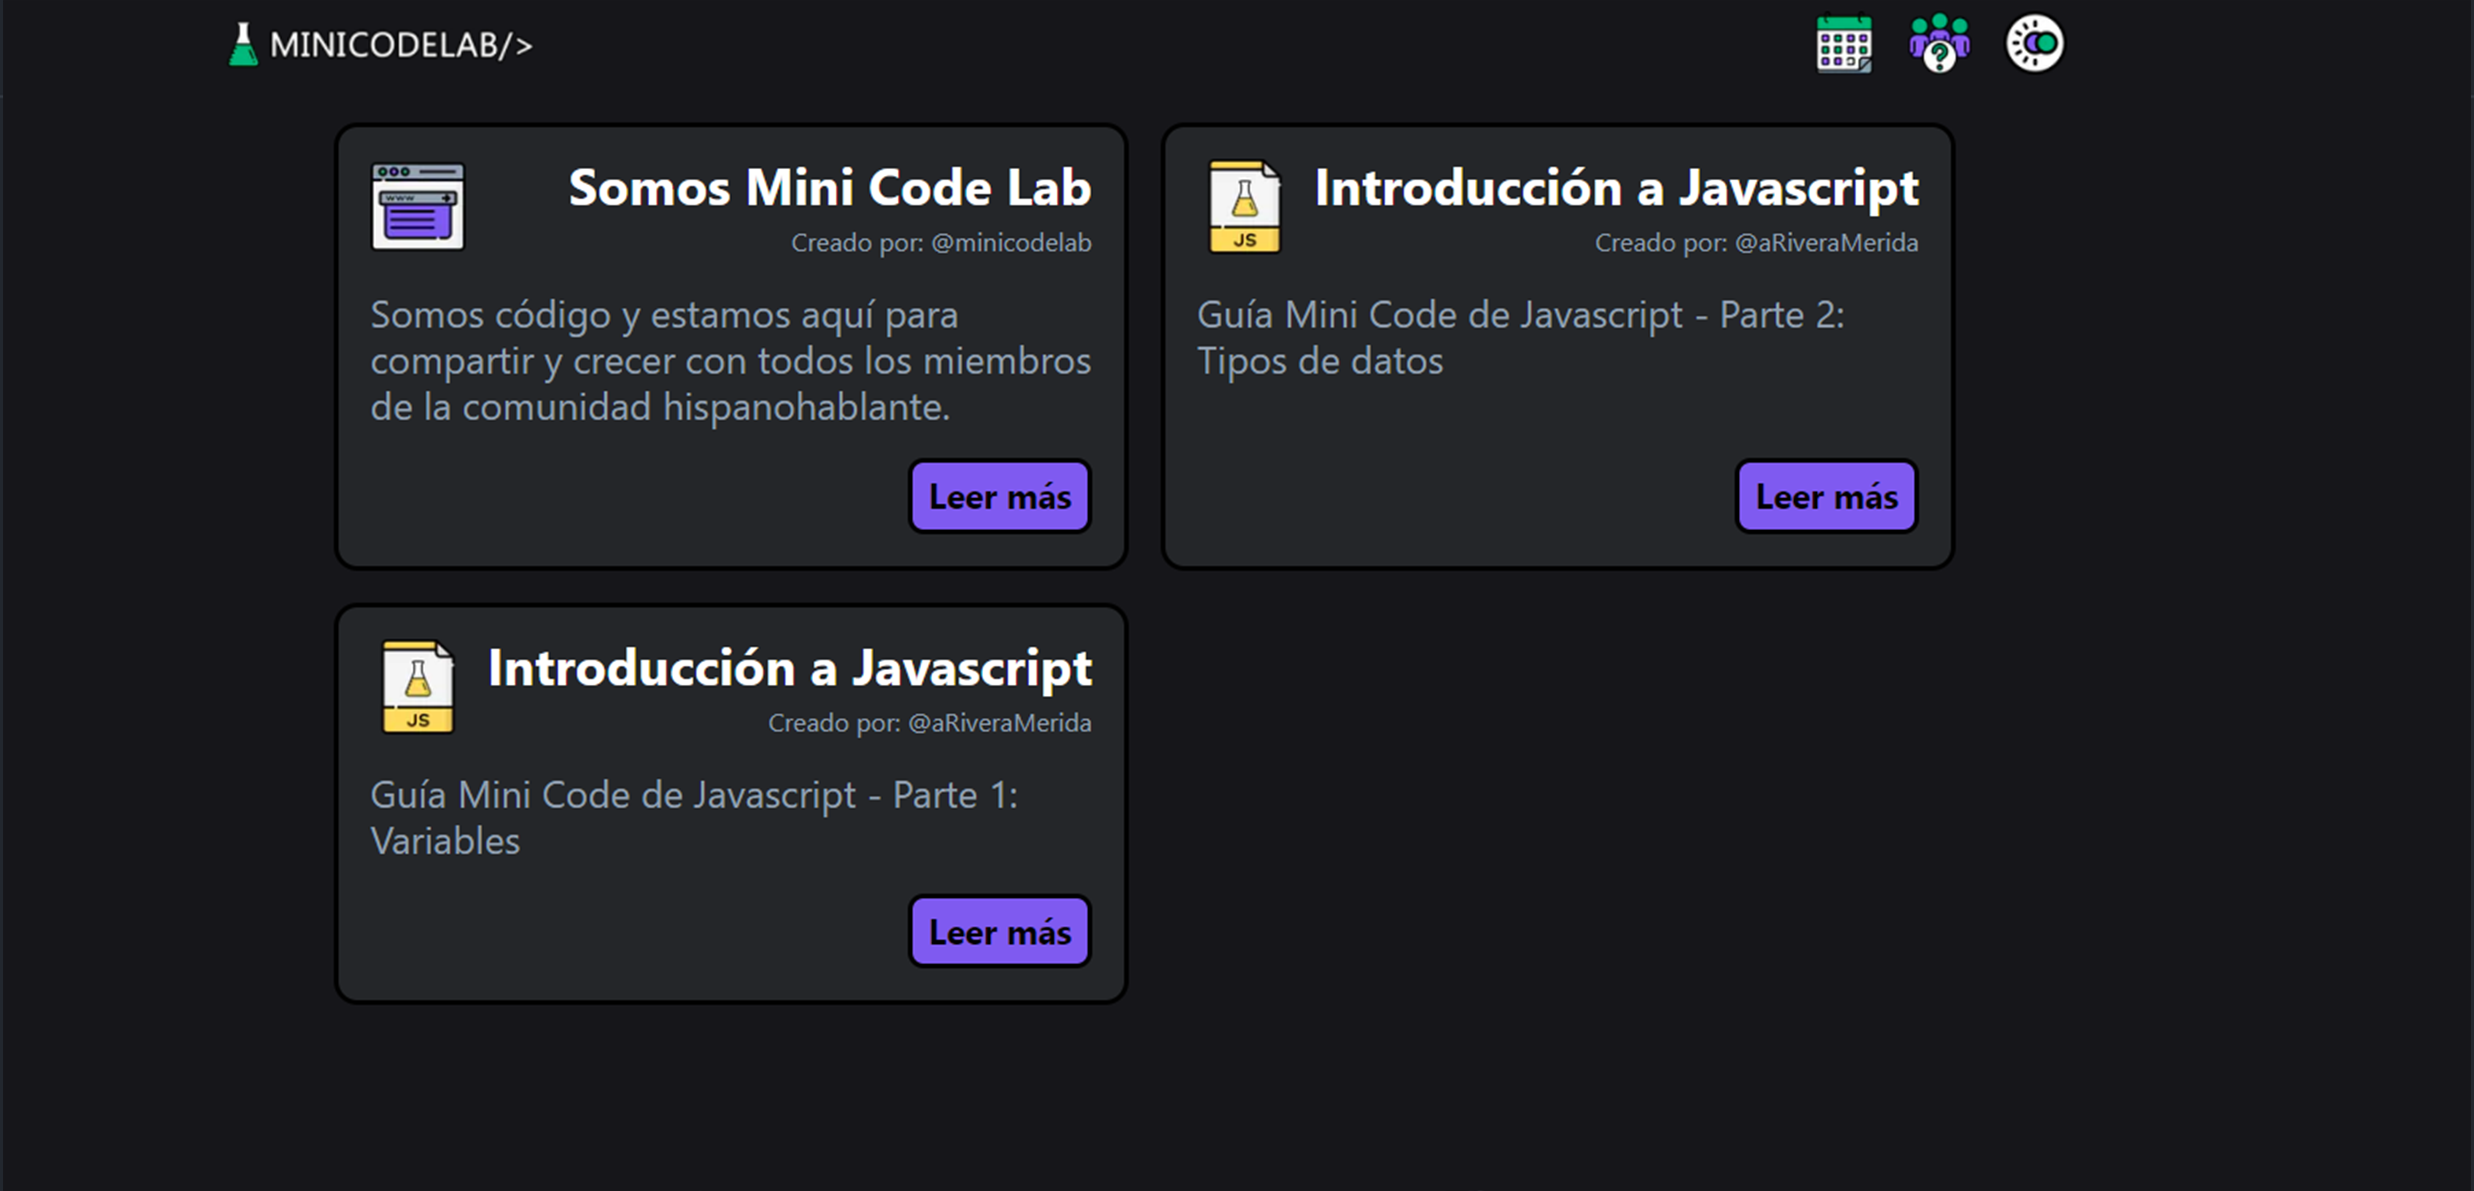 MINICODELAB/>
Somos Mini Code Lab
Creado por: @minicodelab
www
Somos código y estamos aquí para
compartir y crecer con todos los miembros
de la comunidad hispanohablante.
Leer más
Introducción a Javascript
Creado por: @aRiveraMerida
JS
Guía Mini Code de Javascript - Parte 2:
Tipos de datos
Leer más
Introducción a Javascript
Creado por: @aRiveraMerida
JS
Guía Mini Code de Javascript - Parte 1:
Variables
Leer más
?